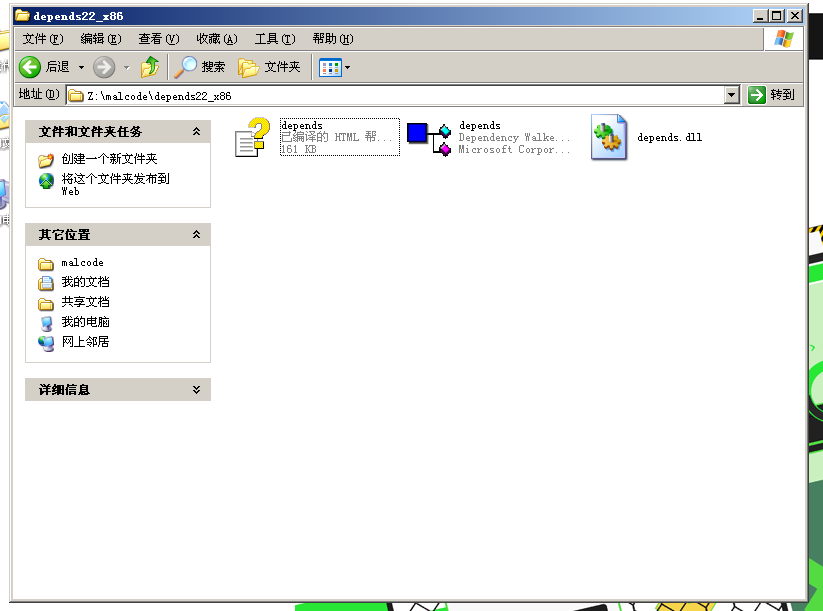 depends22_x86
文件(F) 编辑(E) 查看(V) 收藏(A) 工具(T) 帮助(H)
后退 搜索 文件夹
地址(D) Z:\malcode\depends22_x86 转到
文件和文件夹任务
创建一个新文件夹
将这个文件夹发布到
Web
其它位置
malcode
我的文档
共享文档
我的电脑
网上邻居
详细信息
depends
已编译的 HTML 帮...
161 KB
depends
Dependency Walke...
Microsoft Corpor...
depends.dll